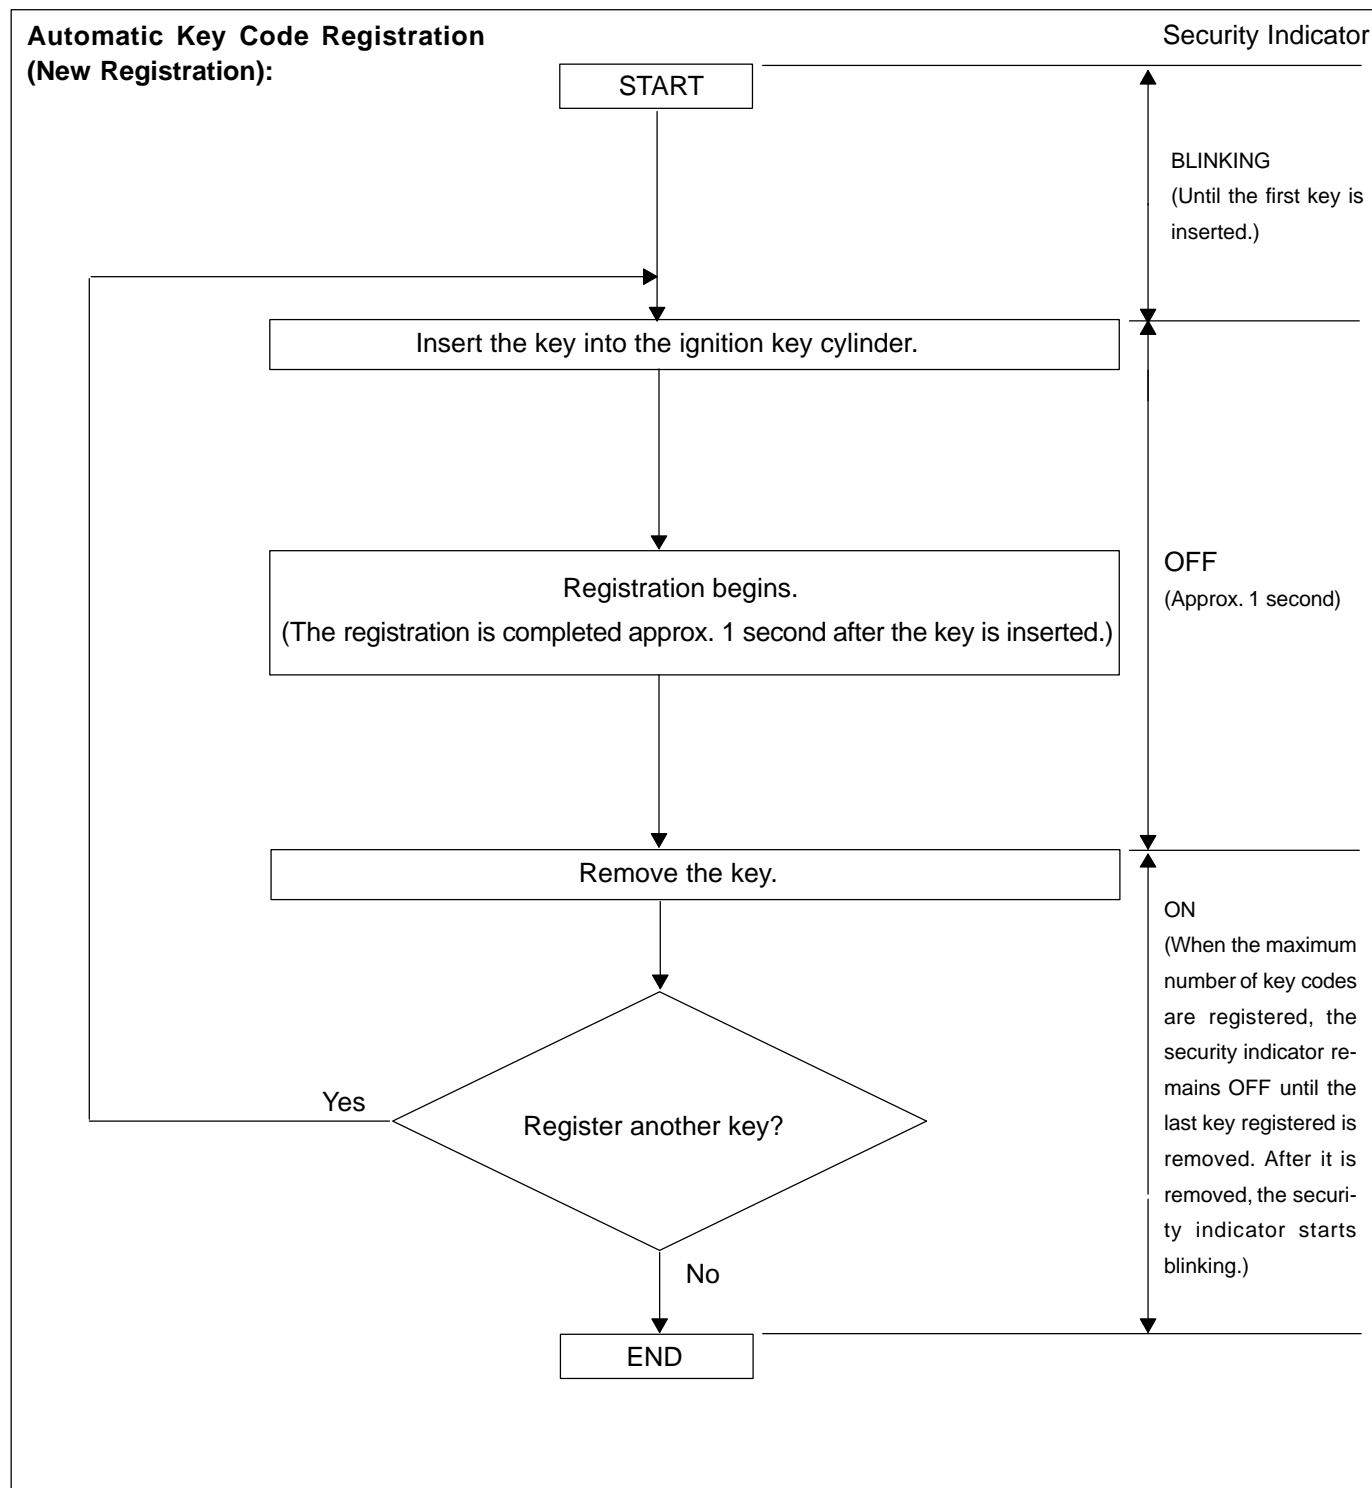 Automatic Key Code Registration
(New Registration):
Security Indicator
START
BLINKING
(Until the first key is
inserted.)
Insert the key into the ignition key cylinder.
Registration begins.
(The registration is completed approx. 1 second after the key is inserted.)
OFF
(Approx. 1 second)
Remove the key.
ON
(When the maximum
number of key codes
are registered, the
security indicator re-
mains OFF until the
last key registered is
removed. After it is
removed, the securi-
ty indicator starts
blinking.)
Yes
Register another key?
No
END